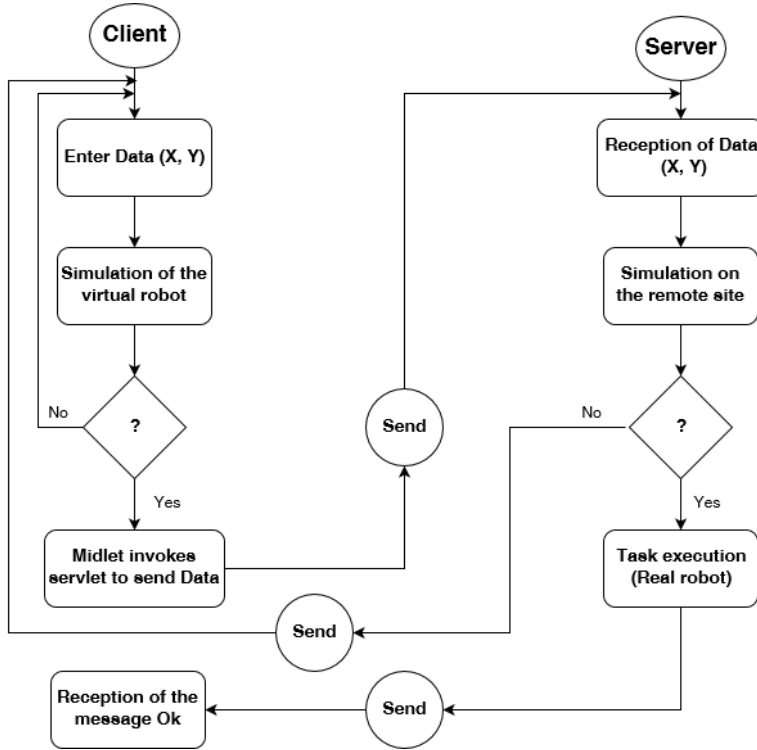 Client
Server
Enter Data (X, Y)
Reception of Data
(X, Y)
Simulation of the
virtual robot
Simulation on
the remote site
No
?
Send
No
?
Yes
Yes
Midlet invokes
servlet to send Data
Task execution
(Real robot)
Send
Reception of the
message Ok
Send